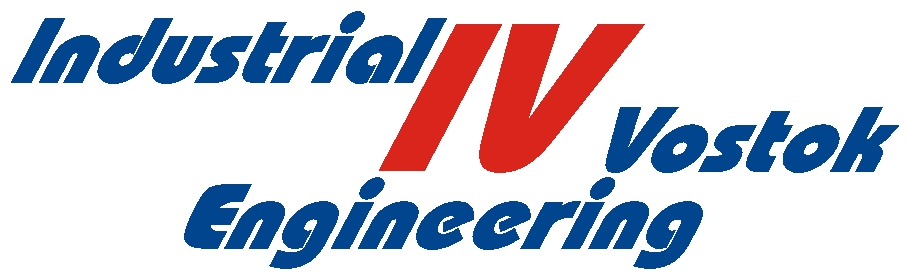 Industrial
IV
Vostok
Engineering